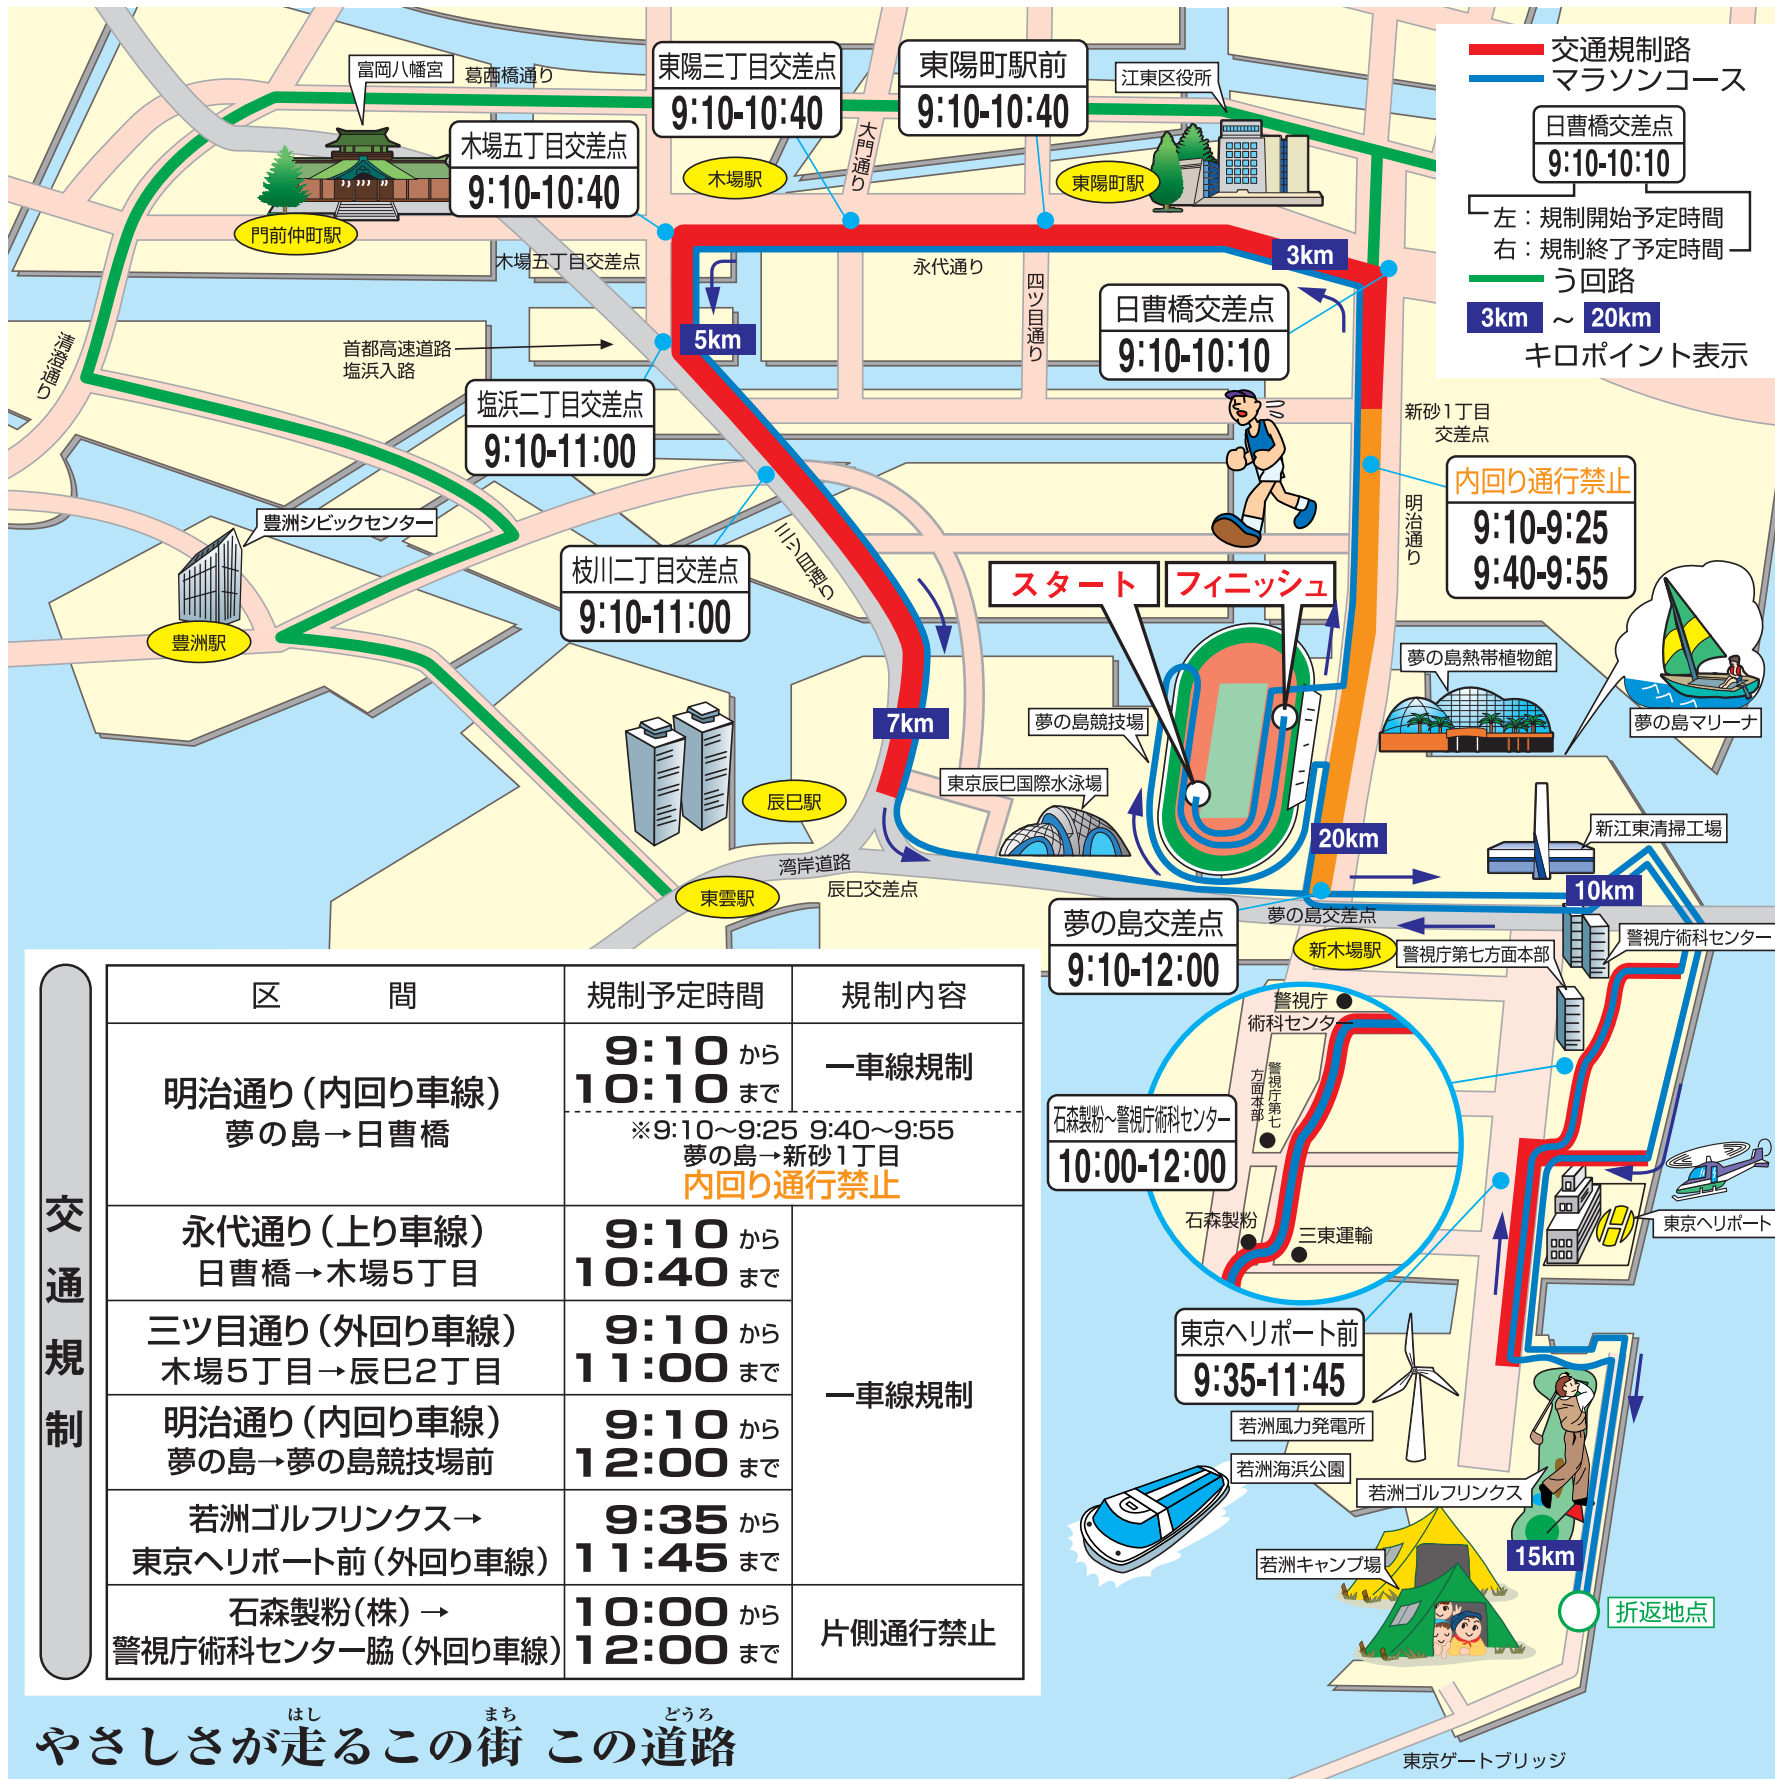 交通規制路
マラソンコース
日曹橋交差点
9:10-10:10
左：規制開始予定時間
右：規制終了予定時間
う回路
3km ～ 20km
キロポイント表示
富岡八幡宮
葛西橋通り
東陽三丁目交差点
9:10-10:40
東陽町駅前
9:10-10:40
江東区役所
木場五丁目交差点
9:10-10:40
木場駅
大門通り
東陽町駅
門前仲町駅
木場五丁目交差点
永代通り
3km
四ツ目通り
日曹橋交差点
9:10-10:10
5km
清澄通り
首都高速道路
塩浜入路
塩浜二丁目交差点
9:10-11:00
新砂1丁目
交差点
内回り通行禁止
9:10-9:25
9:40-9:55
明治通り
豊洲シビックセンター
三ツ目通り
枝川二丁目交差点
9:10-11:00
スタート
フィニッシュ
豊洲駅
夢の島熱帯植物館
夢の島マリーナ
7km
夢の島競技場
東京辰巳国際水泳場
辰巳駅
新江東清掃工場
20km
湾岸道路
辰巳交差点
東雲駅
10km
夢の島交差点
9:10-12:00
夢の島交差点
新木場駅
警視庁第七方面本部
警視庁術科センター
警視庁
術科センター
警視庁第七
方面本部
石森製粉～警視庁術科センター
10:00-12:00
石森製粉
三東運輸
東京ヘリポート
東京ヘリポート前
9:35-11:45
若洲風力発電所
若洲海浜公園
若洲ゴルフリンクス
15km
若洲キャンプ場
折返地点
東京ゲートブリッジ
交通規制
区間 規制予定時間 規制内容
明治通り（内回り車線）
夢の島→日曹橋
9:10 から
10:10 まで
一車線規制
※9:10～9:25 9:40～9:55
夢の島→新砂1丁目
内回り通行禁止
永代通り（上り車線）
日曹橋→木場5丁目
9:10 から
10:40 まで
三ツ目通り（外回り車線）
木場5丁目→辰巳2丁目
9:10 から
11:00 まで
一車線規制
明治通り（内回り車線）
夢の島→夢の島競技場前
9:10 から
12:00 まで
若洲ゴルフリンクス→
東京ヘリポート前（外回り車線）
9:35 から
11:45 まで
石森製粉（株）→
警視庁術科センター脇（外回り車線）
10:00 から
12:00 まで
片側通行禁止
はし まち どうろ
やさしさが走るこの街 この道路